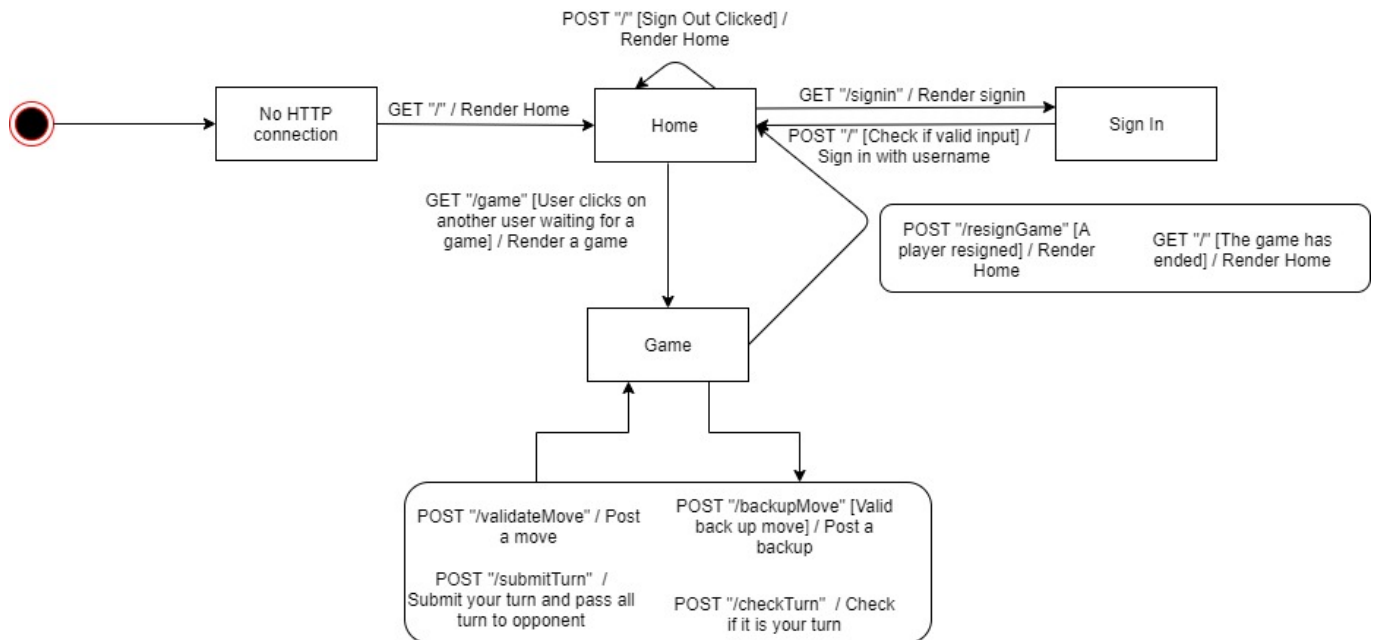 POST "/" [Sign Out Clicked] /
Render Home
No HTTP
connection
GET "/" / Render Home
Home
GET "/signin" / Render signin
POST "/" [Check if valid input] /
Sign in with username
Sign In
GET "/game" [User clicks on
another user waiting for a
game] / Render a game
POST "/resignGame" [A
player resigned] / Render
Home
GET "/" [The game has
ended] / Render Home
Game
POST "/validateMove" / Post
a move
POST "/backupMove" [Valid
back up move] / Post a
backup
POST "/submitTurn" /
Submit your turn and pass all
turn to opponent
POST "/checkTurn" / Check
if it is your turn